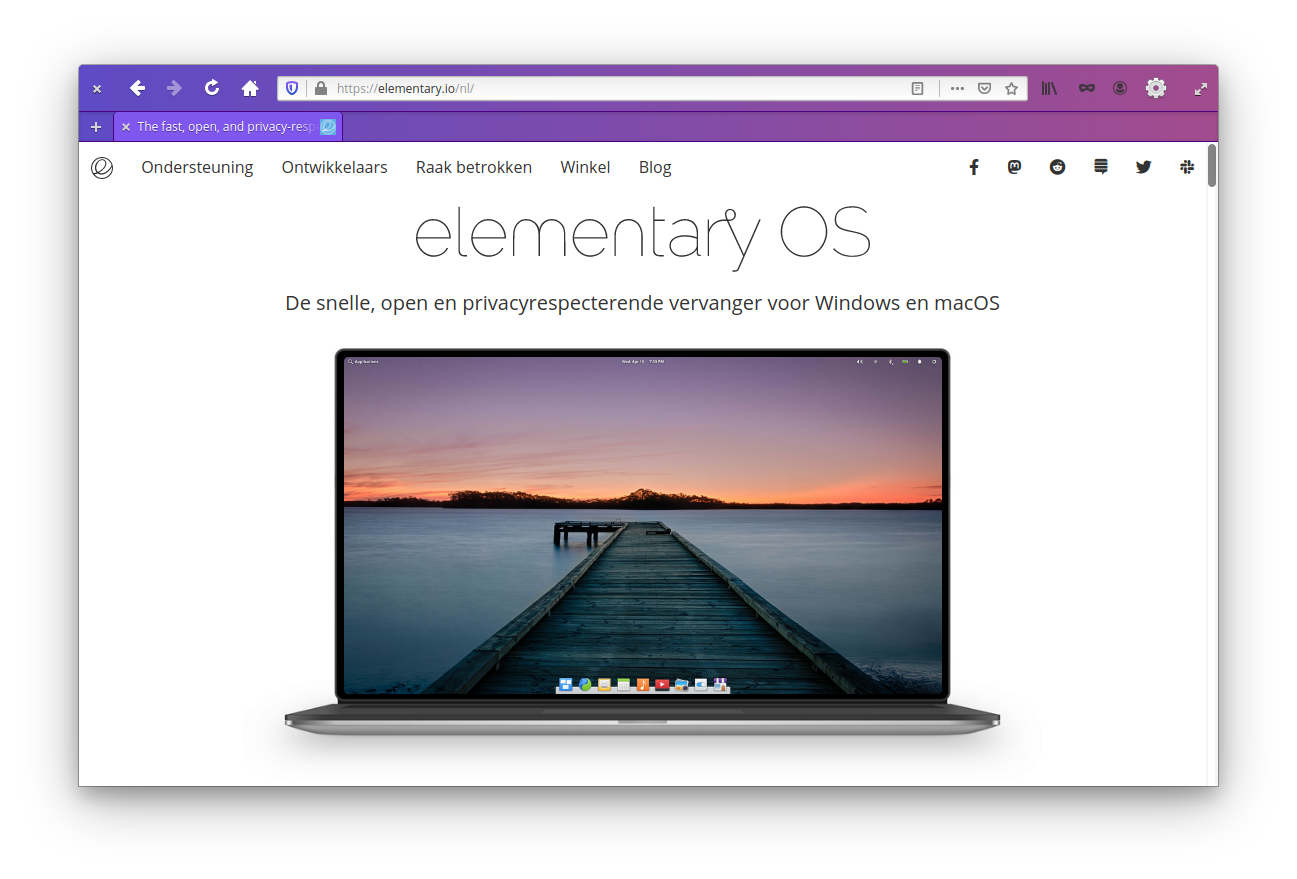 https://elementary.io/nl/
The fast, open, and privacy-resp
Ondersteuning Ontwikkelaars Raak betrokken Winkel Blog
elementary OS
De snelle, open en privacyrespecterende vervanger voor Windows en macOS
Applications